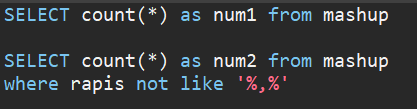 SELECT count(*) as num1 from mashup
SELECT count(*) as num2 from mashup
where rapis not like '%,%'